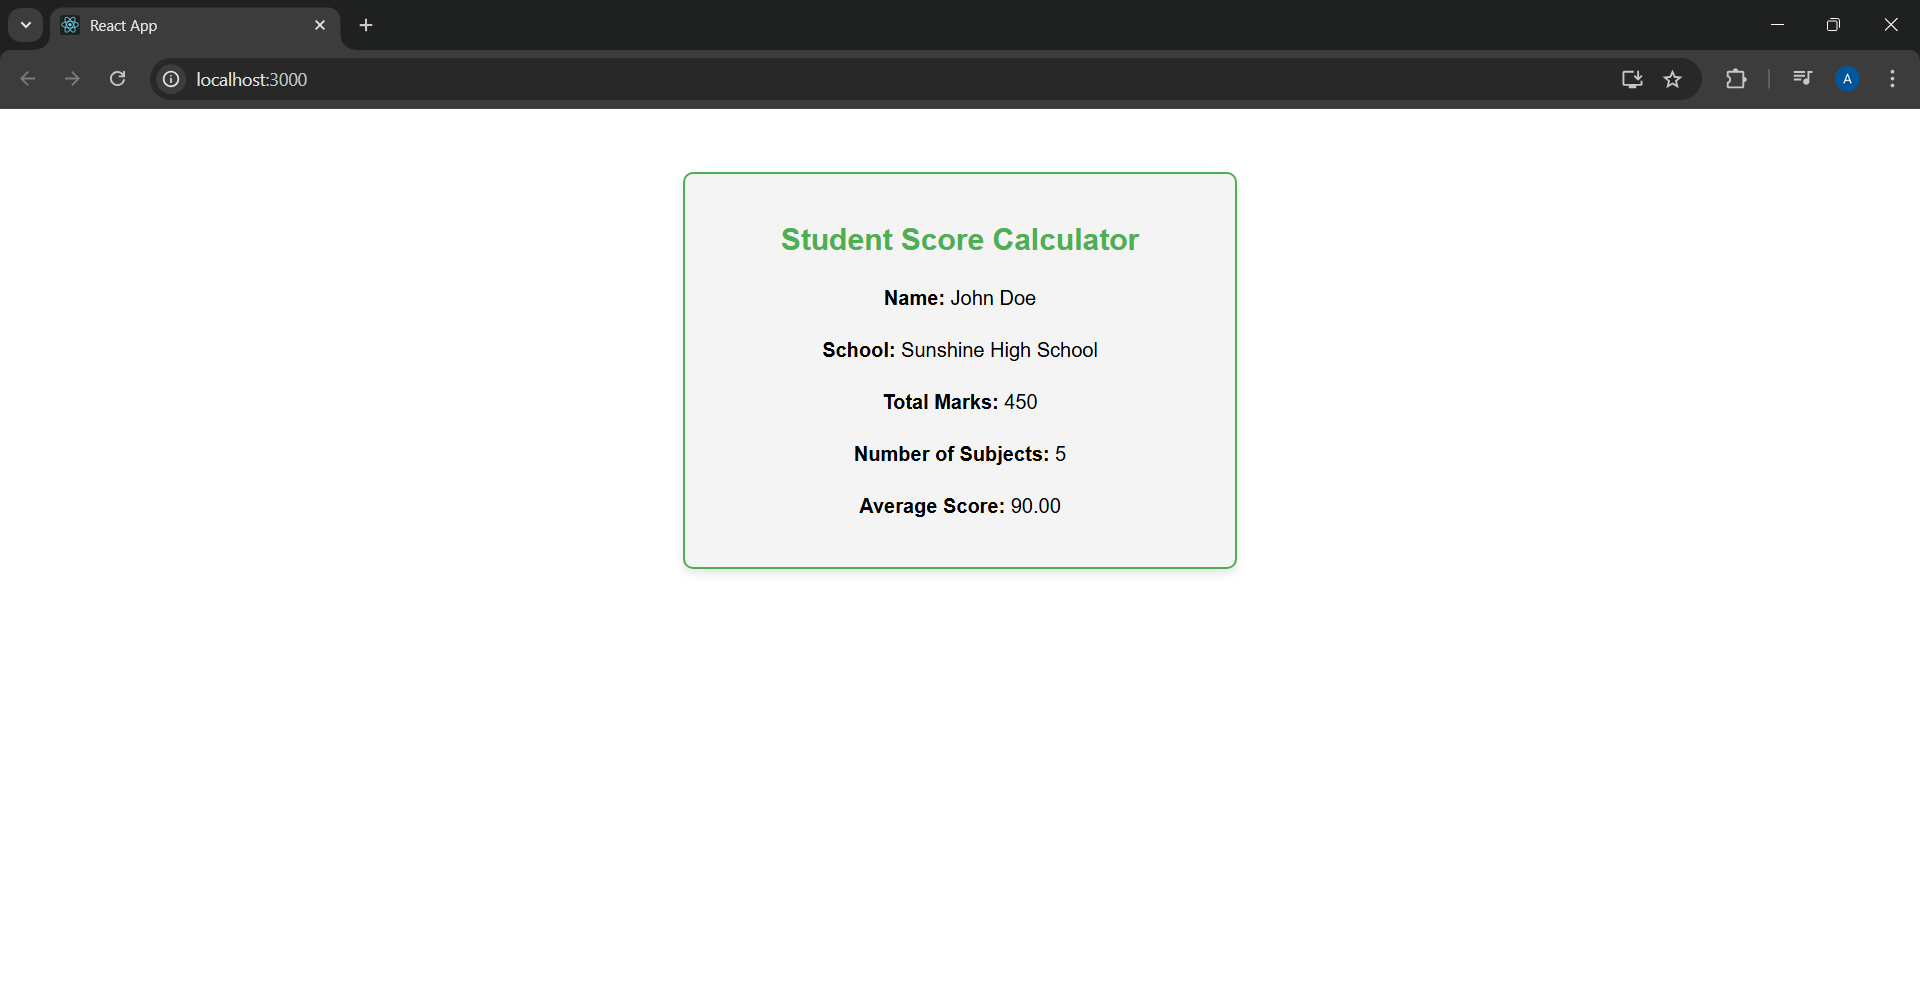 React App
localhost:3000
A
Student Score Calculator
Name: John Doe
School: Sunshine High School
Total Marks: 450
Number of Subjects: 5
Average Score: 90.00